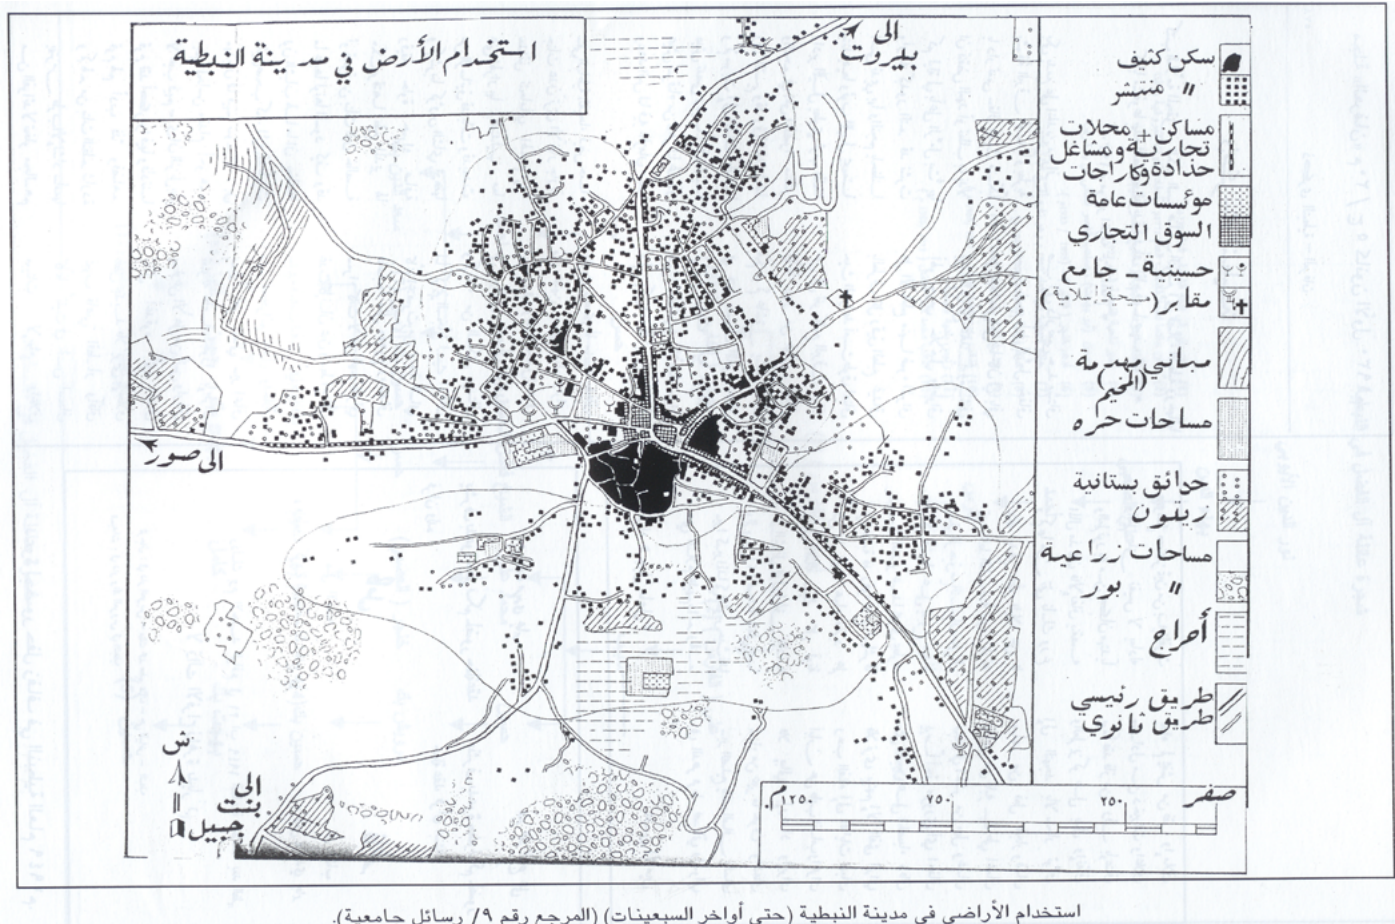 استخدام الأرض في مدينة النبطية
الى
بيروت
سكن كثيف
" منتشر
مساكن + محلات
تجارية ومشاغل
حدادة وكاراجات
مؤسسات عامة
السوق التجاري
حسينية - جامع
مقابر (مسيحية - إسلامية)
مباني مهدمة
(المخيم)
مساحات حره
حدائق بستانية
زيتون
مساحات زراعية
" بور
أحراج
طريق رئيسي
طريق ثانوي
الى صور
ش
الى
بنت
جبيل
صفر
٢٥٠
٧٥٠
١٢٥٠م.
استخدام الأراضي في مدينة النبطية (حتى أواخر السبعينات) (المرجع رقم ٩/ رسائل جامعية).